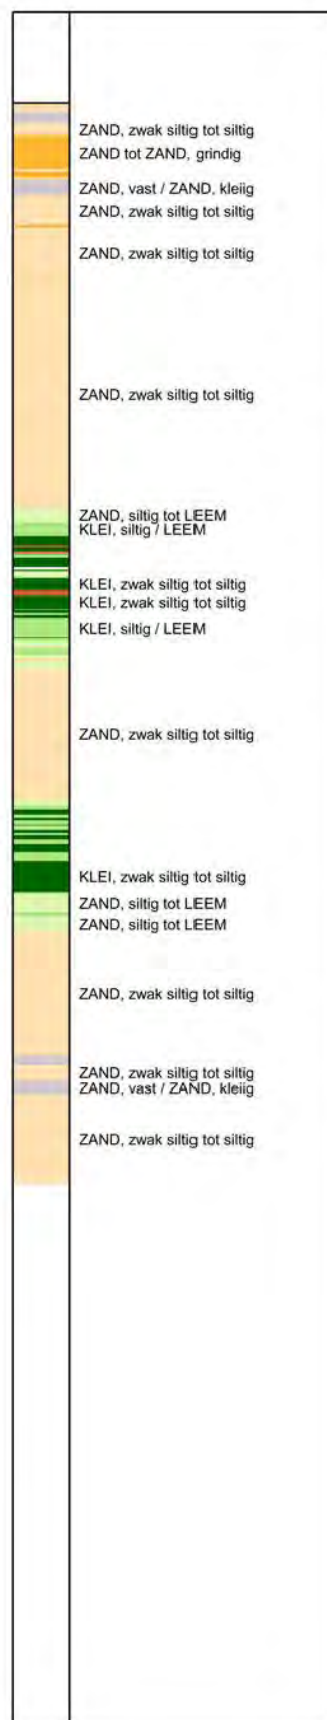 ZAND, zwak siltig tot siltig
ZAND tot ZAND, grindig
ZAND, vast / ZAND, kleiig
ZAND, zwak siltig tot siltig
ZAND, zwak siltig tot siltig
ZAND, zwak siltig tot siltig
ZAND, siltig tot LEEM
KLEI, siltig / LEEM
KLEI, zwak siltig tot siltig
KLEI, zwak siltig tot siltig
KLEI, siltig / LEEM
ZAND, zwak siltig tot siltig
KLEI, zwak siltig tot siltig
ZAND, siltig tot LEEM
ZAND, siltig tot LEEM
ZAND, zwak siltig tot siltig
ZAND, zwak siltig tot siltig
ZAND, vast / ZAND, kleiig
ZAND, zwak siltig tot siltig